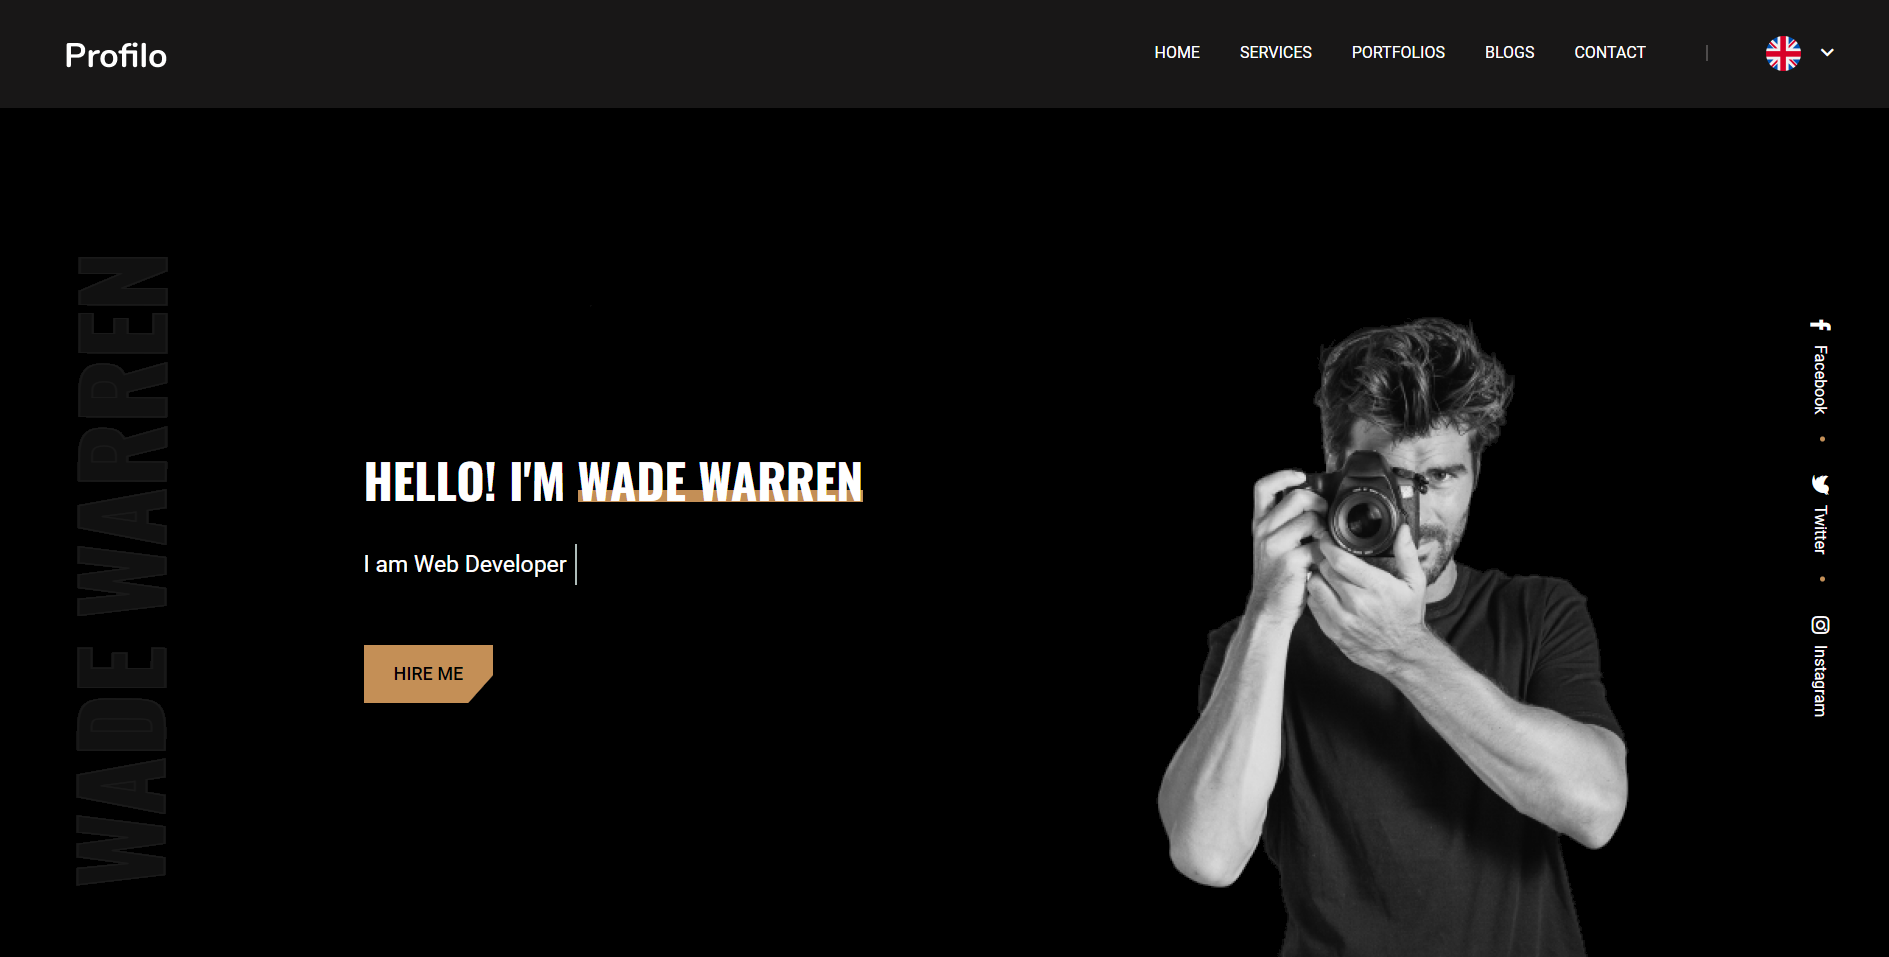 Profilo
HOME SERVICES PORTFOLIOS BLOGS CONTACT |
WADE WARREN
HELLO! I'M WADE WARREN
I am Web Developer
HIRE ME
Facebook
Twitter
Instagram